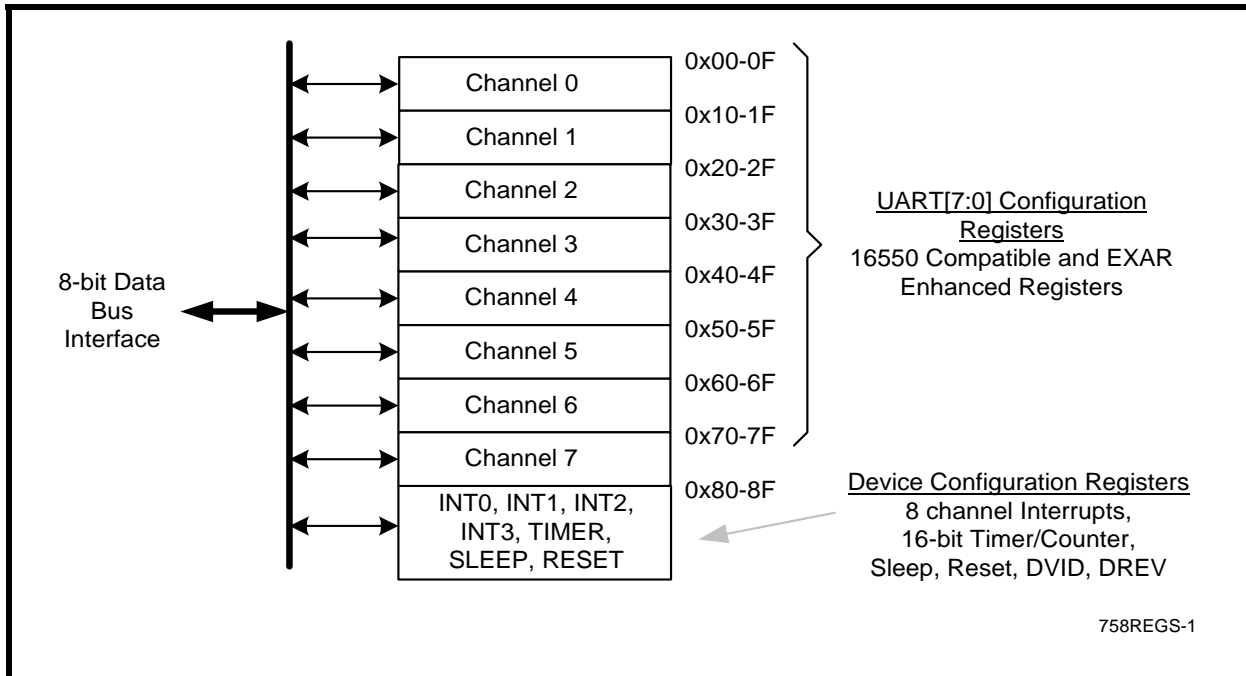 8-bit Data
Bus
Interface
Channel 0
Channel 1
Channel 2
Channel 3
Channel 4
Channel 5
Channel 6
Channel 7
INT0, INT1, INT2,
INT3, TIMER,
SLEEP, RESET
0x00-0F
0x10-1F
0x20-2F
0x30-3F
0x40-4F
0x50-5F
0x60-6F
0x70-7F
0x80-8F
UART[7:0] Configuration
Registers
16550 Compatible and EXAR
Enhanced Registers
Device Configuration Registers
8 channel Interrupts,
16-bit Timer/Counter,
Sleep, Reset, DVID, DREV
758REGS-1